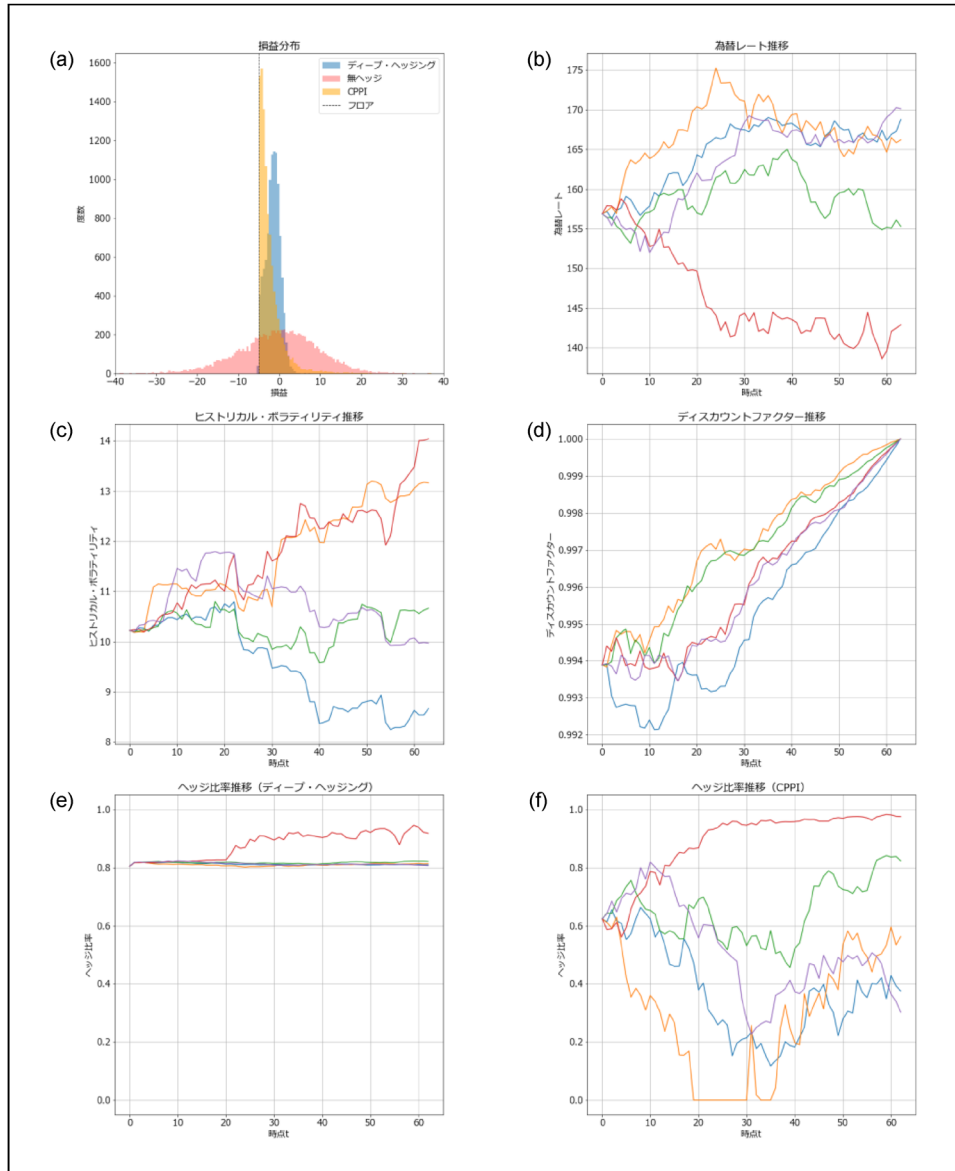 (a)
損益分布
度数
1600
1400
1200
1000
800
600
400
200
0
ディープ・ヘッジング
無ヘッジ
CPPI
フロア
−40 −30 −20 −10 0 10 20 30 40
損益
(b)
為替レート推移
為替レート
175
170
165
160
155
150
145
140
0 10 20 30 40 50 60
時点t
(c)
ヒストリカル・ボラティリティ推移
ヒストリカル・ボラティリティ
14
13
12
11
10
9
8
0 10 20 30 40 50 60
時点t
(d)
ディスカウントファクター推移
ディスカウントファクター
1.000
0.999
0.998
0.997
0.996
0.995
0.994
0.993
0.992
0 10 20 30 40 50 60
時点t
(e)
ヘッジ比率推移（ディープ・ヘッジング）
ヘッジ比率
1.0
0.8
0.6
0.4
0.2
0.0
0 10 20 30 40 50 60
時点t
(f)
ヘッジ比率推移（CPPI）
ヘッジ比率
1.0
0.8
0.6
0.4
0.2
0.0
0 10 20 30 40 50 60
時点t